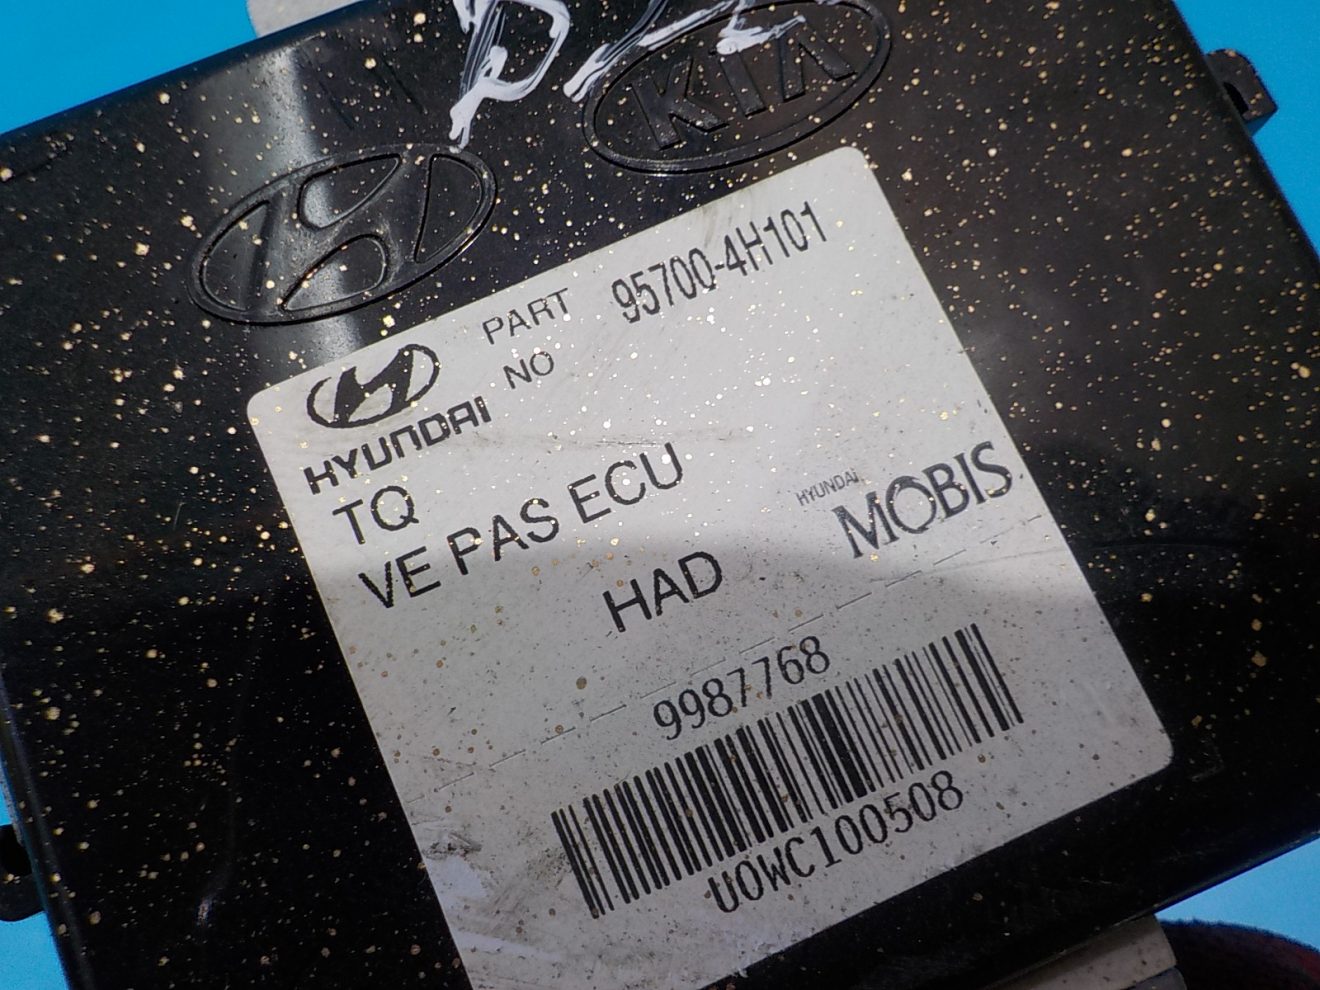 KIA
PART NO 95700-4H101
HYUNDAI
TQ
VE PAS ECU
HAD
HYUNDAI
MOBIS
9987768
U0WC100508